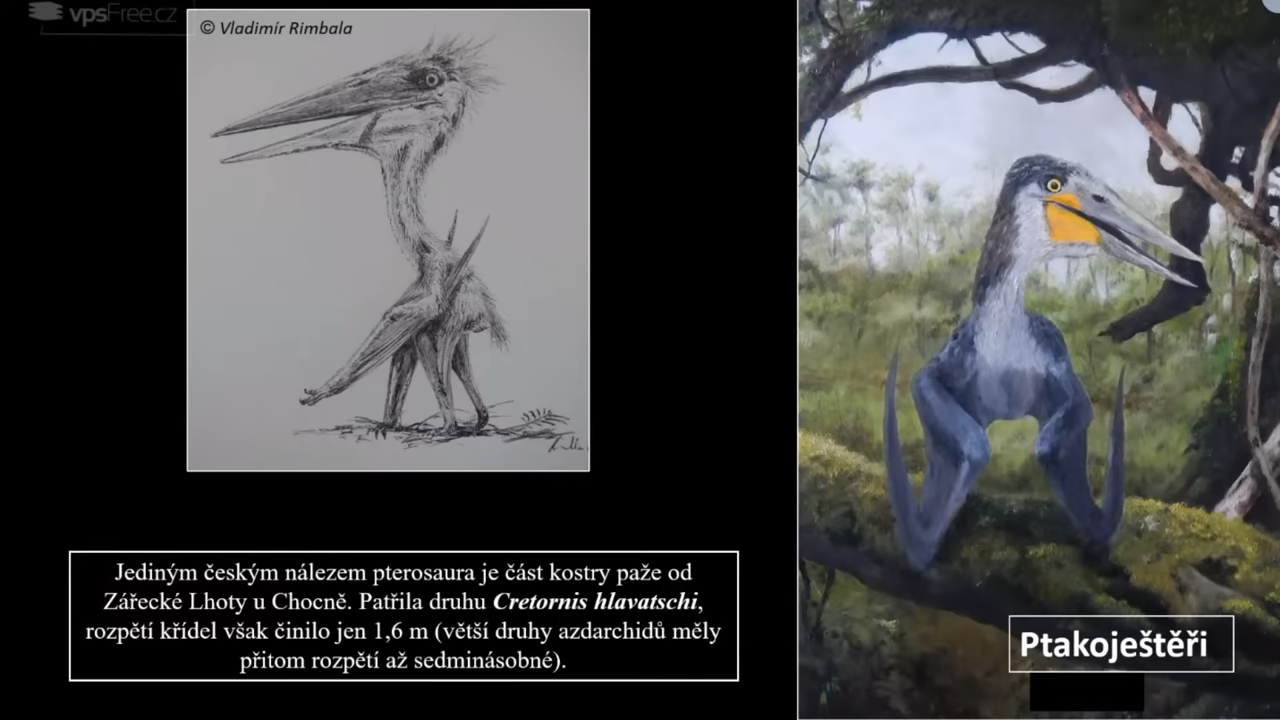 vpsFree.cz
© Vladimír Rimbala
Jediným českým nálezem pterosaura je část kostry paže od
Zářecké Lhoty u Chocně. Patřila druhu Cretornis hlavatschi,
rozpětí křídel však činilo jen 1,6 m (větší druhy azdarchidů měly
přitom rozpětí až sedminásobné).
Ptakoještěři